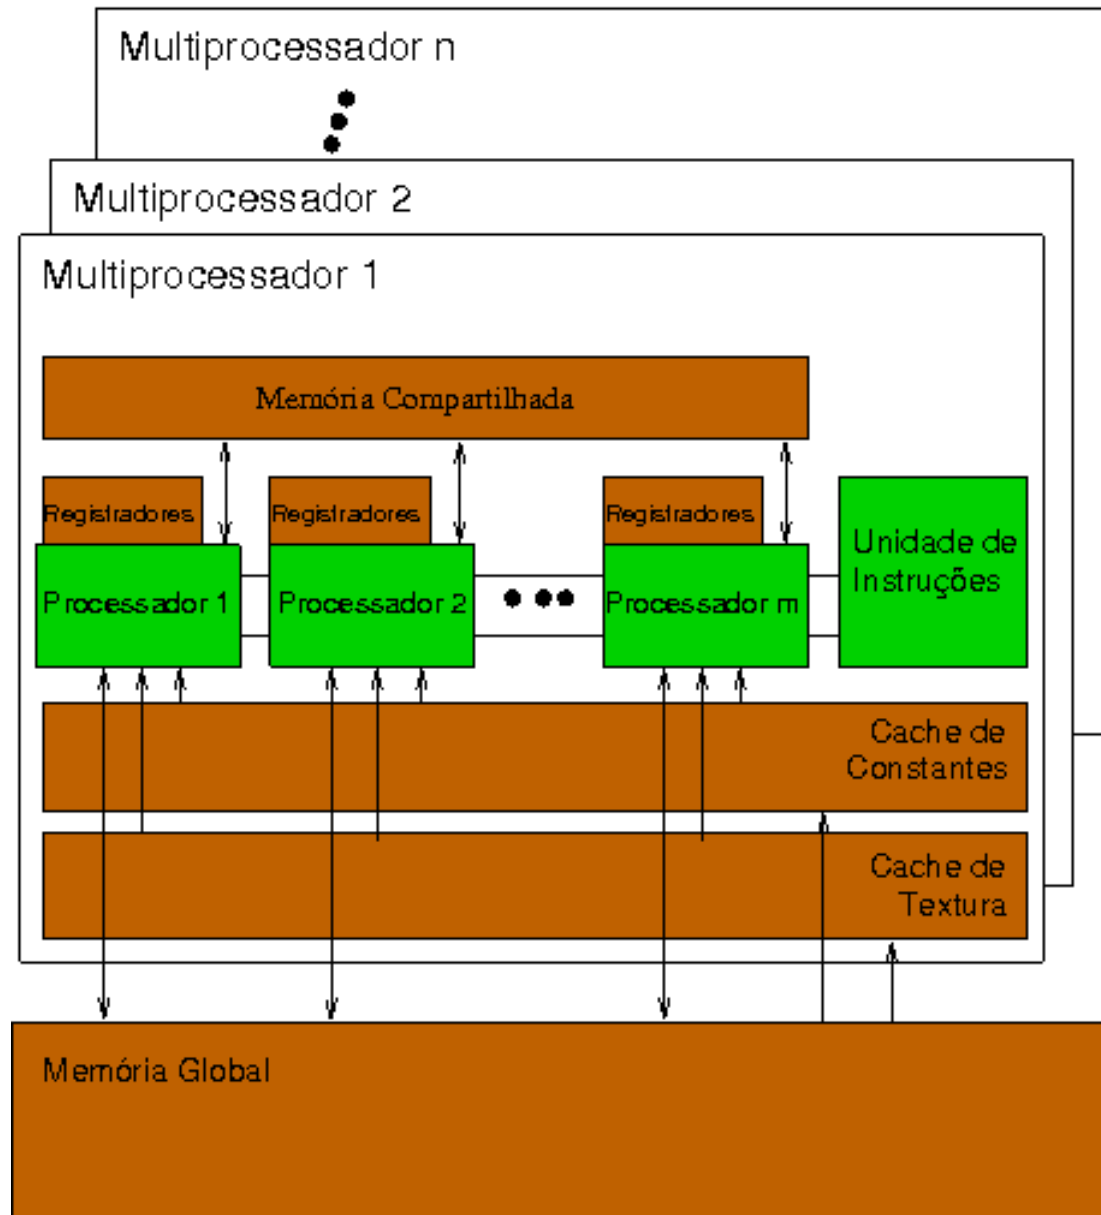 Multiprocessador n
Multiprocessador 2
Multiprocessador 1
Memória Compartilhada
Registradores
Registradores
Registradores
Processador 1
Processador 2
Processador m
Unidade de
Instruções
Cache de
Constantes
Cache de
Textura
Memória Global